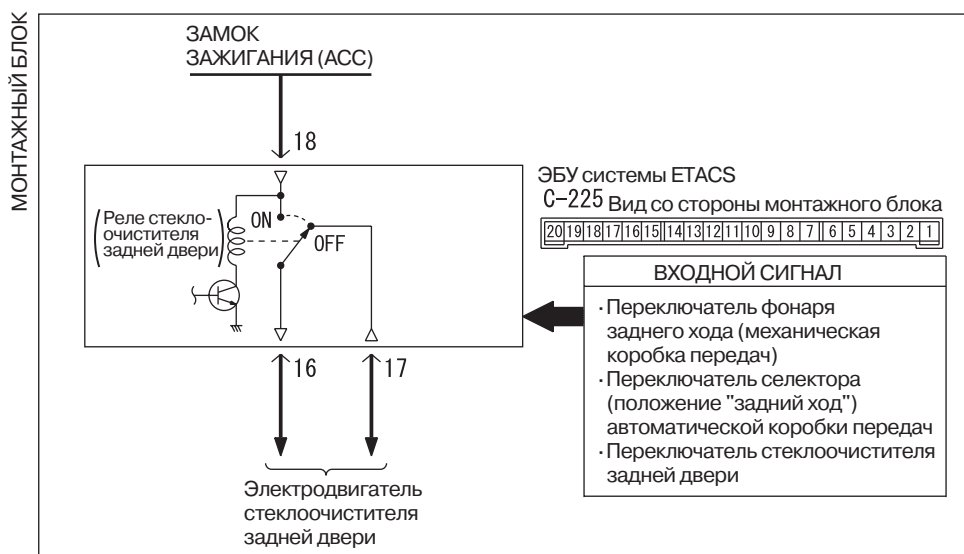 МОНТАЖНЫЙ БЛОК
ЗАМОК
ЗАЖИГАНИЯ (ACC)
18
(Реле стекло-
очистителя
задней двери)
ON
OFF
ЭБУ системы ETACS
C-225 Вид со стороны монтажного блока
20 19 18 17 16 15 14 13 12 11 10 9 8 7 6 5 4 3 2 1
ВХОДНОЙ СИГНАЛ
·Переключатель фонаря
заднего хода (механическая
коробка передач)
·Переключатель селектора
(положение "задний ход")
автоматической коробки передач
·Переключатель стеклоочистителя
задней двери
16
17
Электродвигатель
стеклоочистителя
задней двери